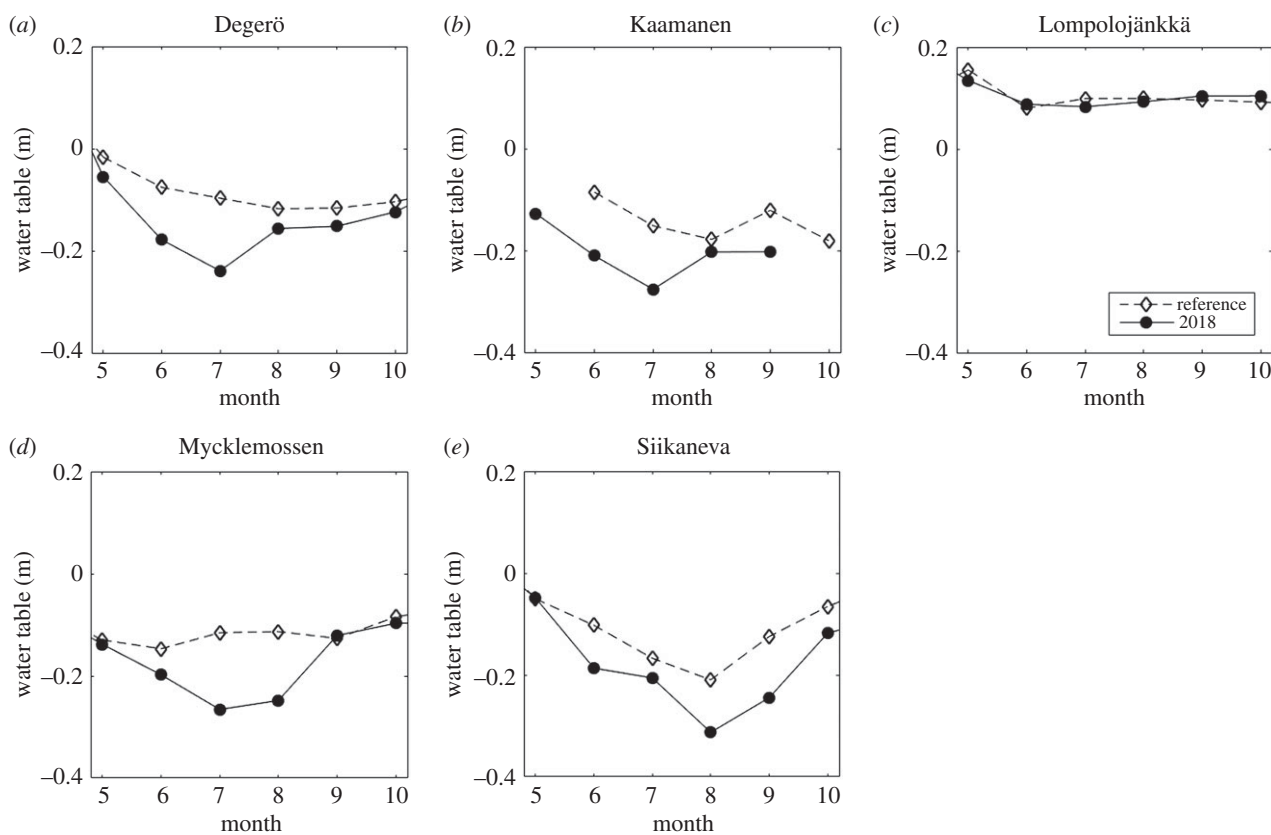 (a) Degerö
0.2
0
–0.2
–0.4
water table (m)
5 6 7 8 9 10
month
(b) Kaamanen
0.2
0
–0.2
–0.4
water table (m)
5 6 7 8 9 10
month
(c) Lompolojänkkä
0.2
0
–0.2
–0.4
water table (m)
reference
2018
5 6 7 8 9 10
month
(d) Mycklemossen
0.2
0
–0.2
–0.4
water table (m)
5 6 7 8 9 10
month
(e) Siikaneva
0.2
0
–0.2
–0.4
water table (m)
5 6 7 8 9 10
month